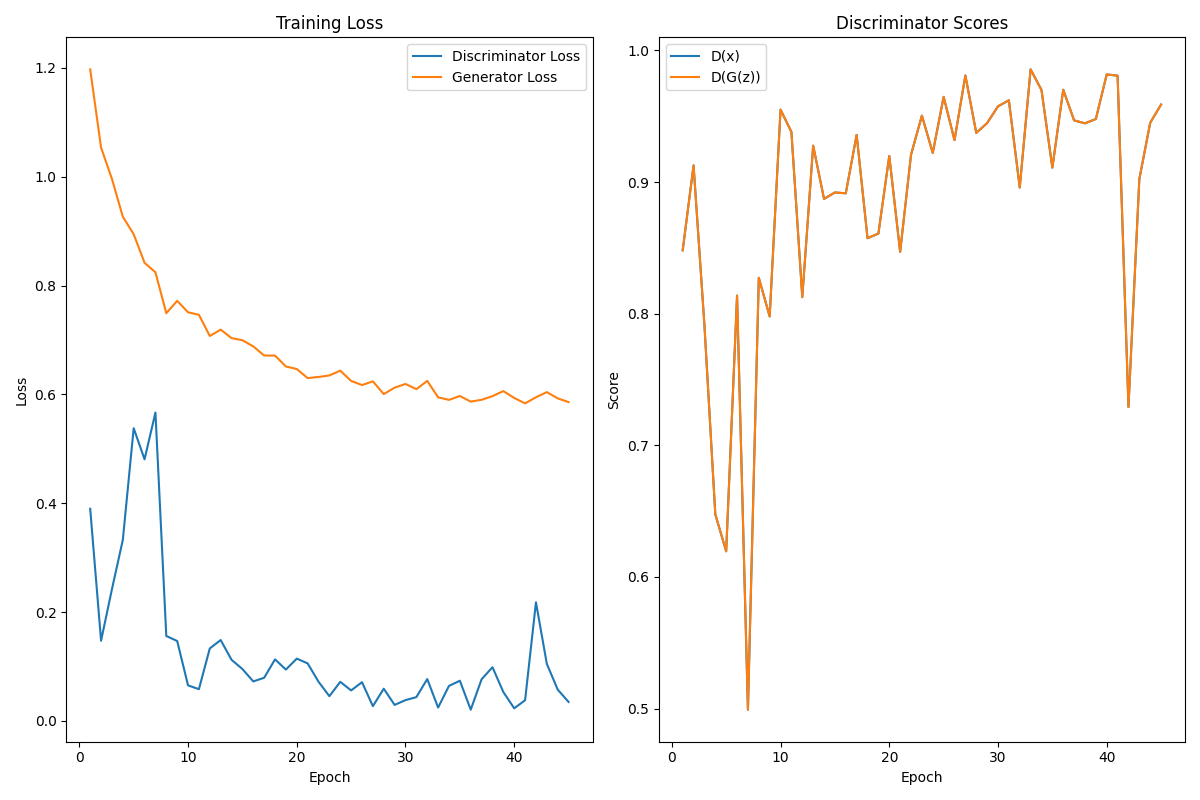 Training Loss
Discriminator Loss
Generator Loss
1.2
1.0
0.8
0.6
0.4
0.2
0.0
Loss
0
10
20
30
40
Epoch
Discriminator Scores
D(x)
D(G(z))
1.0
0.9
0.8
0.7
0.6
0.5
Score
0
10
20
30
40
Epoch